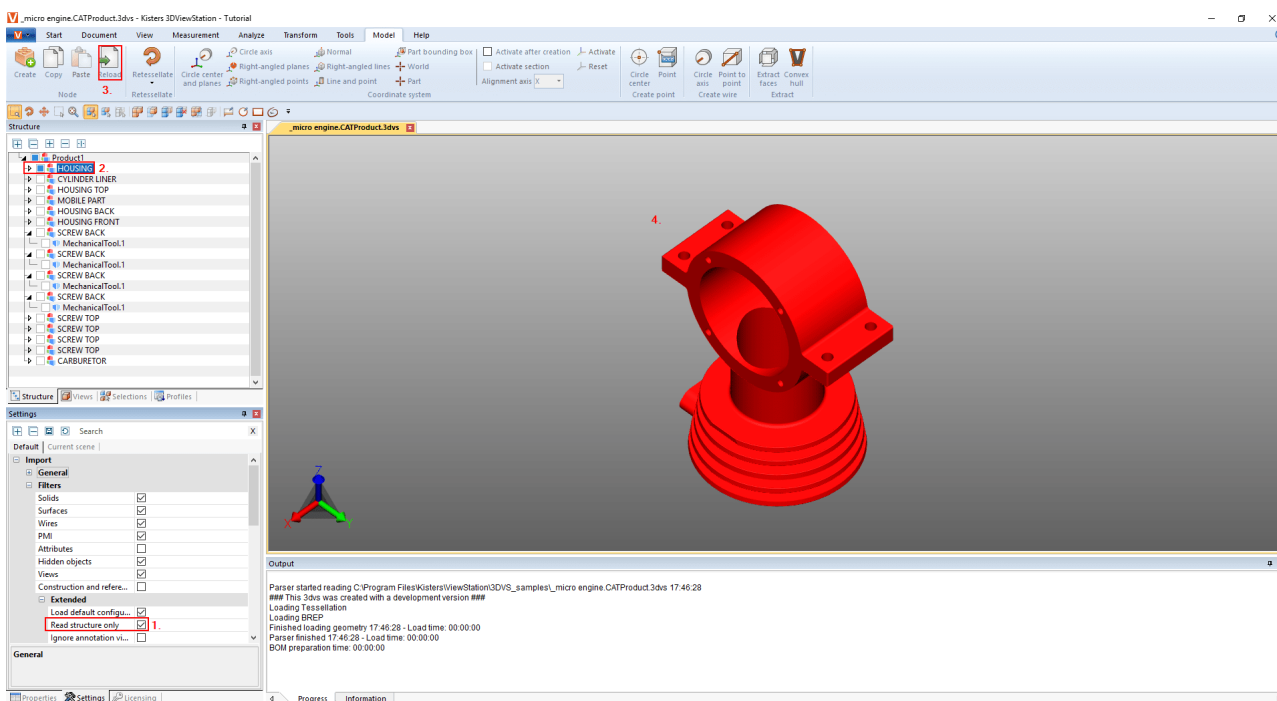 _micro engine.CATProduct.3dvs - Kisters 3DViewStation - Tutorial
Start Document View Measurement Analyze Transform Tools Model Help
Create Copy Paste Reload
3.
Node
Retessellate
Retessellate
Circle center and planes
Circle axis
Right-angled planes
Right-angled points
Normal
Right-angled lines
Line and point
Part bounding box
World
Part
Activate after creation
Activate section
Alignment axis X
Activate
Reset
Coordinate system
Circle center
Point
Create point
Circle axis
Point to point
Create wire
Extract faces
Convex hull
Extract
Structure
Product1
HOUSING 2.
CYLINDER LINER
HOUSING TOP
MOBILE PART
HOUSING BACK
HOUSING FRONT
SCREW BACK
MechanicalTool.1
SCREW BACK
MechanicalTool.1
SCREW BACK
MechanicalTool.1
SCREW BACK
MechanicalTool.1
SCREW TOP
SCREW TOP
SCREW TOP
SCREW TOP
CARBURETOR
Structure Views Selections Profiles
Settings
Search X
Default Current scene
Import
General
Filters
Solids
Surfaces
Wires
PMI
Attributes
Hidden objects
Views
Construction and refere...
Extended
Load default configu...
Read structure only 1.
Ignore annotation vi...
General
Properties Settings Licensing
_micro engine.CATProduct.3dvs
4.
Z
X
Y
Output
Parser started reading C:\Program Files\Kisters\ViewStation\3DVS_samples\_micro engine.CATProduct.3dvs 17:46:28
### This 3dvs was created with a development version ###
Loading Tessellation
Loading BREP
Finished loading geometry 17:46:28 - Load time: 00:00:00
Parser finished 17:46:28 - Load time: 00:00:00
BOM preparation time: 00:00:00
Progress Information